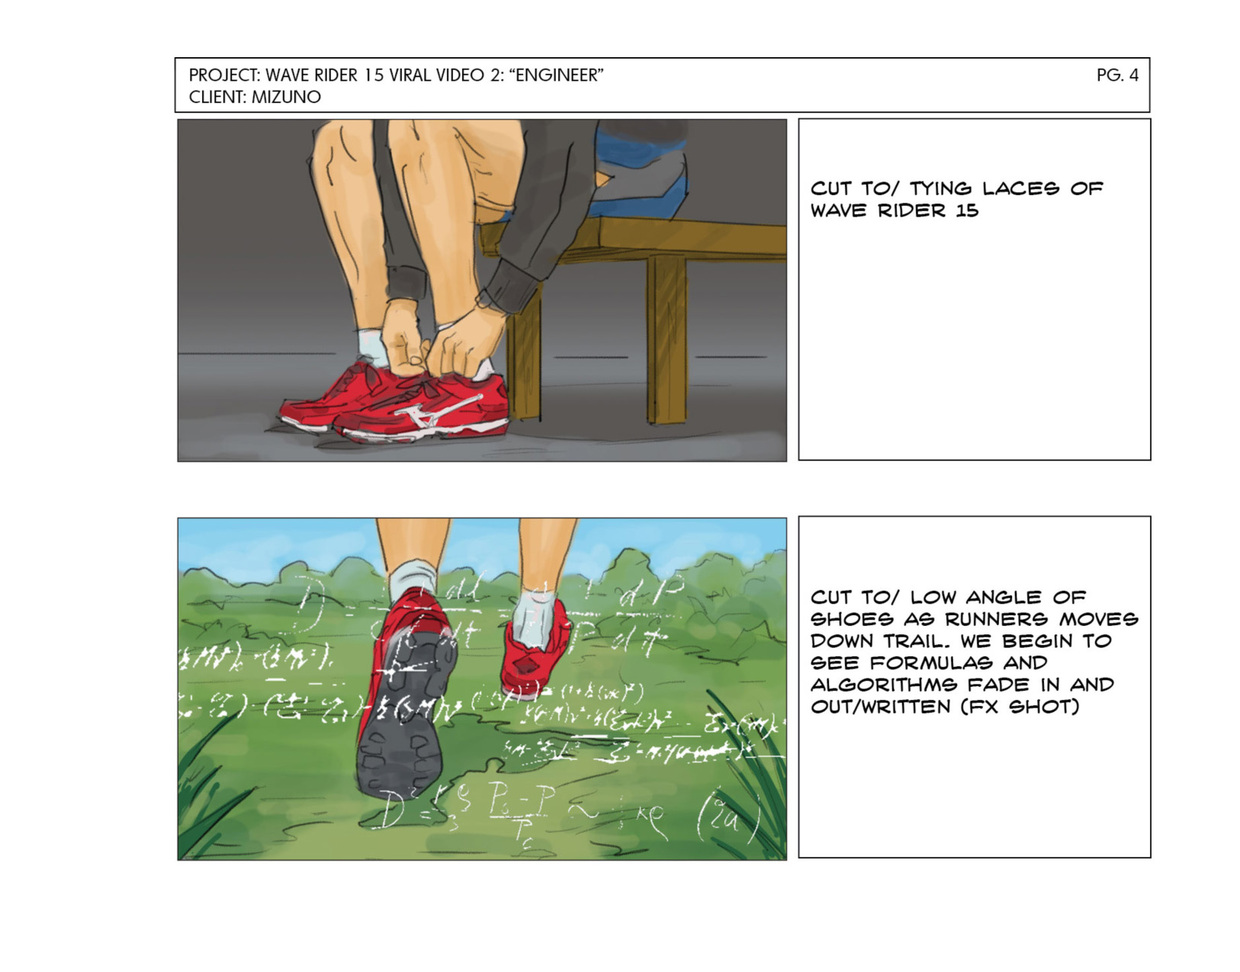 PROJECT: WAVE RIDER 15 VIRAL VIDEO 2: “ENGINEER”
PG. 4
CLIENT: MIZUNO
CUT TO/ TYING LACES OF
WAVE RIDER 15
CUT TO/ LOW ANGLE OF
SHOES AS RUNNERS MOVES
DOWN TRAIL. WE BEGIN TO
SEE FORMULAS AND
ALGORITHMS FADE IN AND
OUT/WRITTEN (FX SHOT)